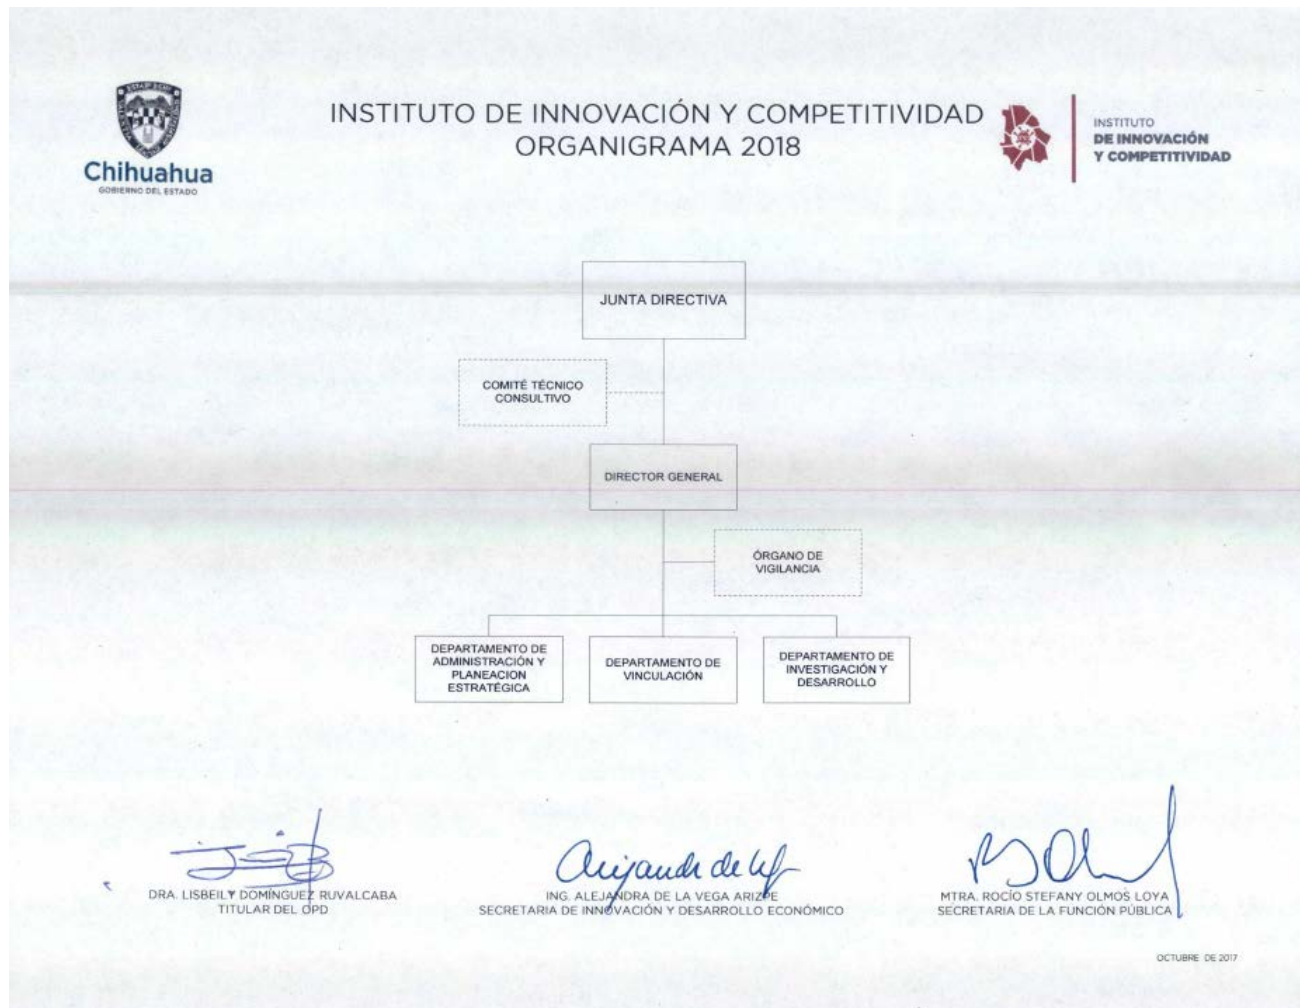 Chihuahua
GOBIERNO DEL ESTADO
INSTITUTO DE INNOVACIÓN Y COMPETITIVIDAD
ORGANIGRAMA 2018
INSTITUTO
DE INNOVACIÓN
Y COMPETITIVIDAD
JUNTA DIRECTIVA
COMITÉ TÉCNICO
CONSULTIVO
DIRECTOR GENERAL
ÓRGANO DE
VIGILANCIA
DEPARTAMENTO DE
ADMINISTRACIÓN Y
PLANEACION
ESTRATÉGICA
DEPARTAMENTO DE
VINCULACIÓN
DEPARTAMENTO DE
INVESTIGACIÓN Y
DESARROLLO
DRA. LISBEILY DOMÍNGUEZ RUVALCABA
TITULAR DEL OPD
ING. ALEJANDRA DE LA VEGA ARIZPE
SECRETARIA DE INNOVACIÓN Y DESARROLLO ECONÓMICO
MTRA. ROCÍO STEFANY OLMOS LOYA
SECRETARIA DE LA FUNCIÓN PÚBLICA
OCTUBRE DE 2017